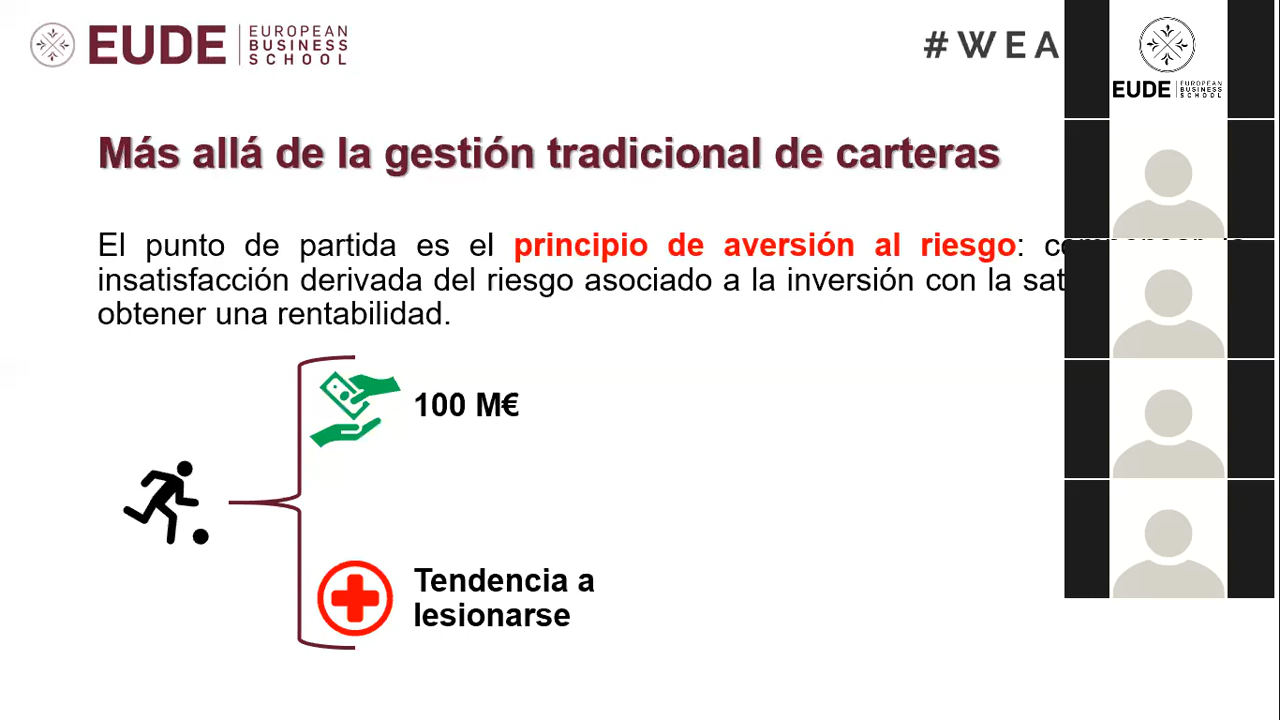 EUDE EUROPEAN BUSINESS SCHOOL
#WEA
EUDE EUROPEAN BUSINESS SCHOOL
Más allá de la gestión tradicional de carteras
El punto de partida es el principio de aversión al riesgo:
insatisfacción derivada del riesgo asociado a la inversión con la sat
obtener una rentabilidad.
100 M€
Tendencia a
lesionarse